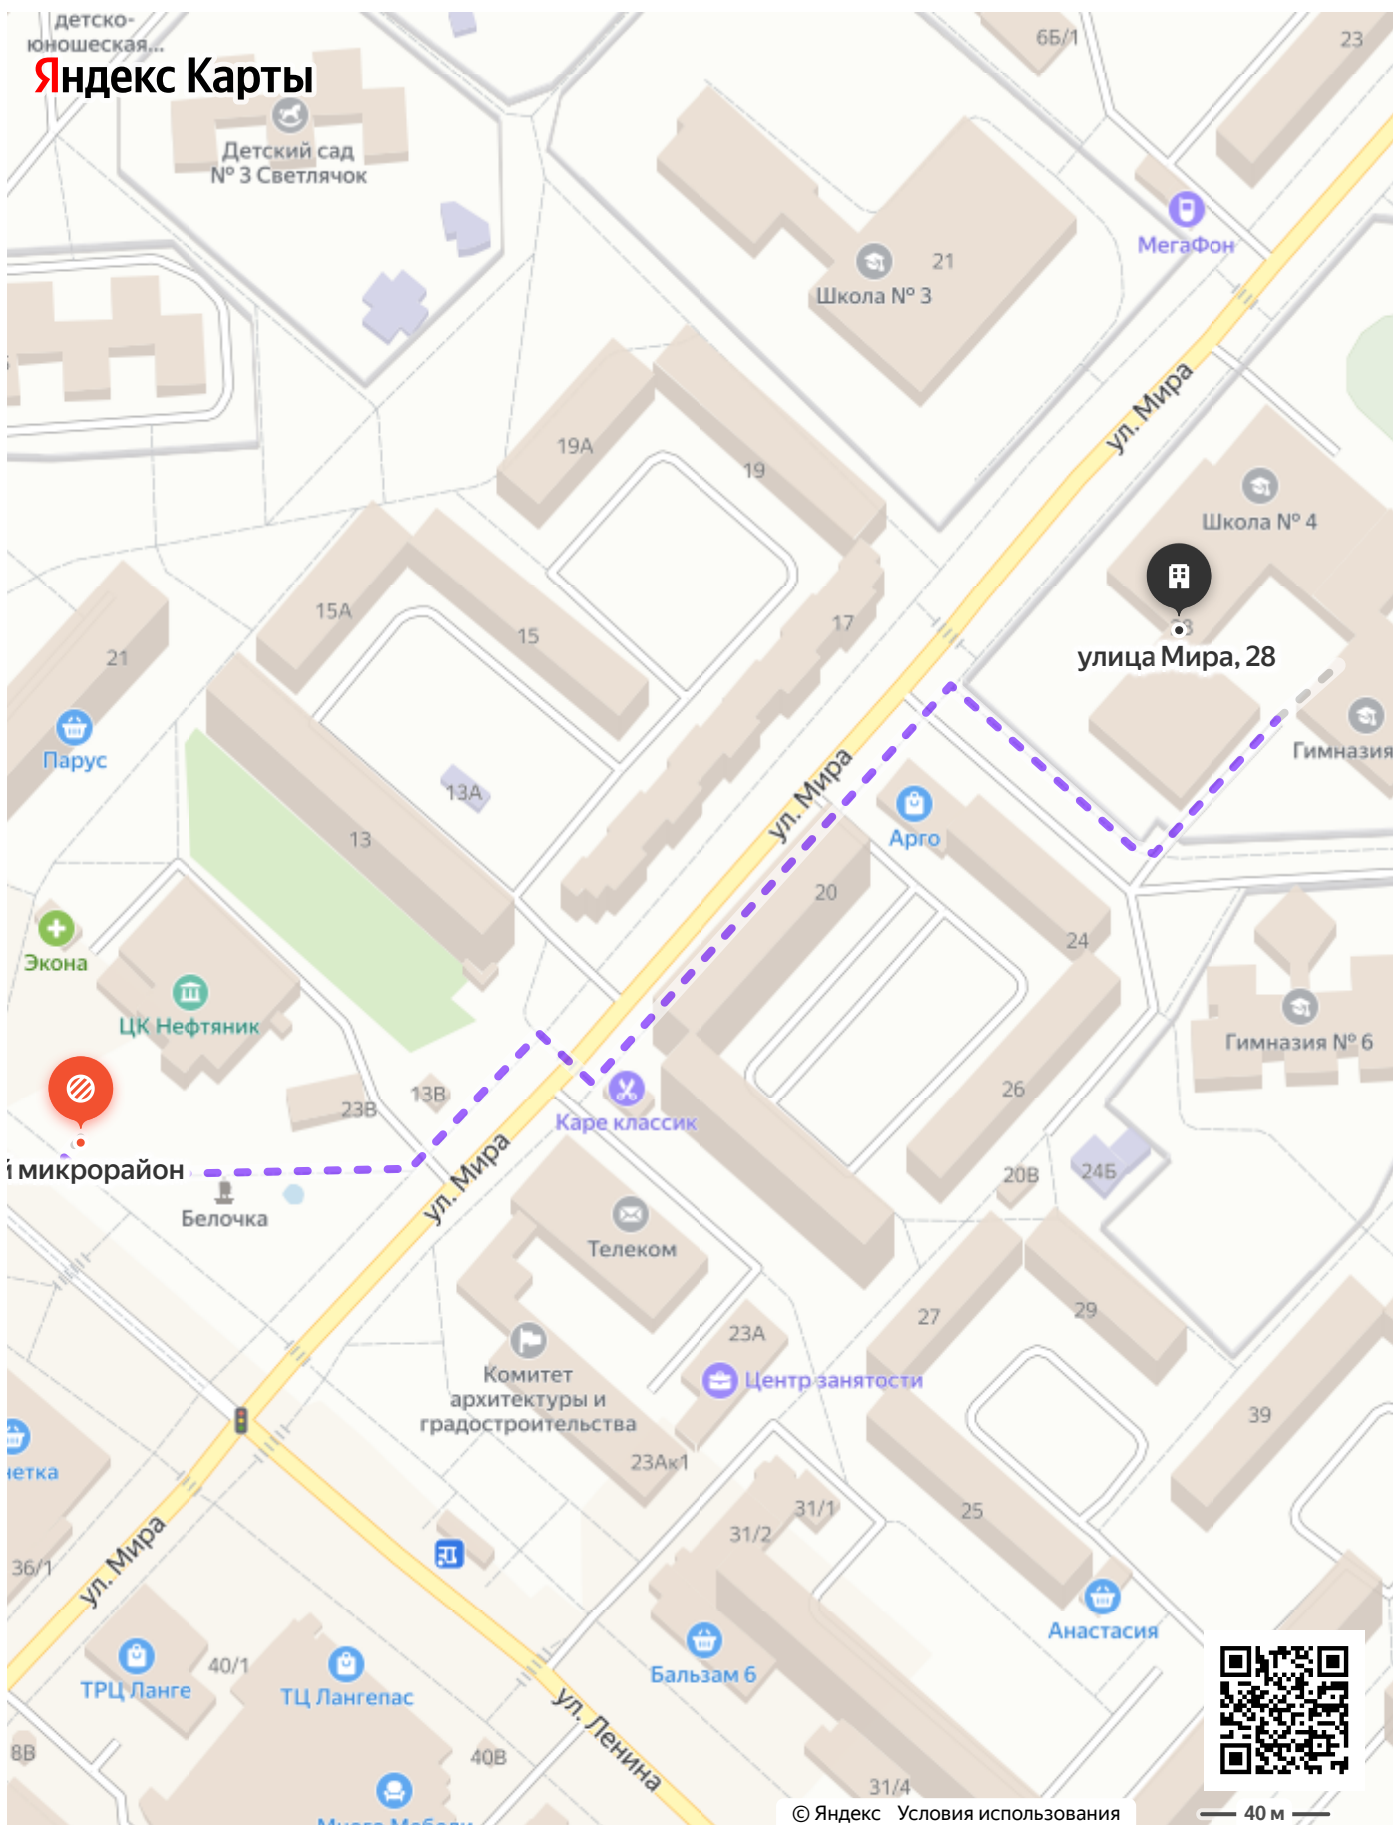 детско-
юношеская...
Яндекс Карты
6Б/1
23
Детский сад
№ 3 Светлячок
МегаФон
21
Школа № 3
ул. Мира
19А
19
Школа № 4
15А
15
17
28
улица Мира, 28
21
Парус
Гимназия
13А
ул. Мира
Арго
13
20
24
Экона
ЦК Нефтяник
Гимназия № 6
13В
23В
26
Каре классик
й микрорайон
ул. Мира
20В
24Б
Белочка
Телеком
27
29
23А
Комитет
архитектуры и
градостроительства
Центр занятости
39
нетка
23Ак1
25
31/1
31/2
36/1
ул. Мира
Анастасия
40/1
ТРЦ Ланге
ТЦ Лангепас
Бальзам 6
ул. Ленина
8В
40В
31/4
© Яндекс Условия использования
40 м